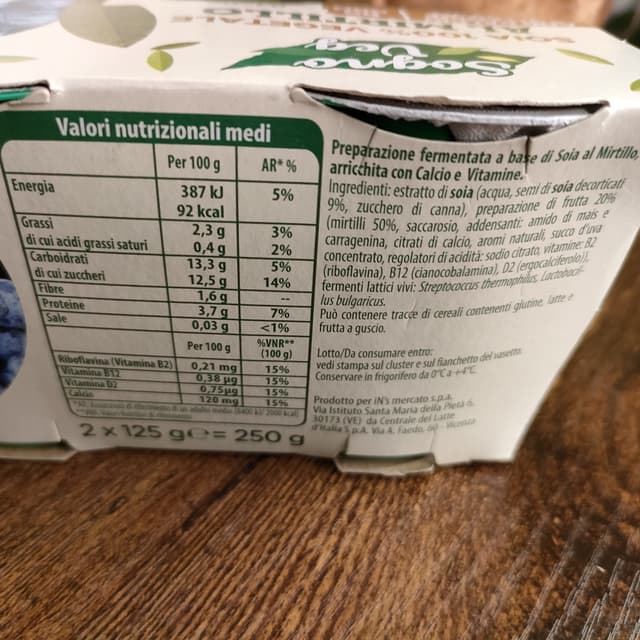 100% VEGETALE
Sogno
Veg
Valori nutrizionali medi
Per 100 g AR* %
Energia 387 kJ 5%
92 kcal
Grassi 2,3 g 3%
di cui acidi grassi saturi 0,4 g 2%
Carboidrati 13,3 g 5%
di cui zuccheri 12,5 g 14%
Fibre 1,6 g --
Proteine 3,7 g 7%
Sale 0,03 g <1%
Per 100 g %VNR**
(100 g)
Riboflavina (Vitamina B2) 0,21 mg 15%
Vitamina B12 0,38 µg 15%
Vitamina D2 0,75µg 15%
Calcio 120 mg 15%
2 x 125 g e = 250 g
Preparazione fermentata a base di Soia al Mirtillo,
arricchita con Calcio e Vitamine.
Ingredienti: estratto di soia (acqua, semi di soia decorticati
9%, zucchero di canna), preparazione di frutta 20%
(mirtilli 50%, saccarosio, addensanti: amido di mais e
carragenina, citrati di calcio, aromi naturali, succo d'uva
concentrato, regolatori di acidità: sodio citrato, vitamine: B2
(riboflavina), B12 (cianocobalamina), D2 (ergocalciferolo)),
fermenti lattici vivi: Streptococcus thermophilus, Lactobacil-
lus bulgaricus.
Può contenere tracce di cereali contenenti glutine, latte e
frutta a guscio.
Lotto/Da consumare entro:
vedi stampa sul cluster e sul fianchetto del vasetto.
Conservare in frigorifero da 0°C a +4°C.
Prodotto per iN's mercato s.p.a.
Via Istituto Santa Maria della Pietà 6,
30173 (VE) da Centrale del Latte
d'Italia S.p.A. Via A. Faedo, 60 - Vicenza